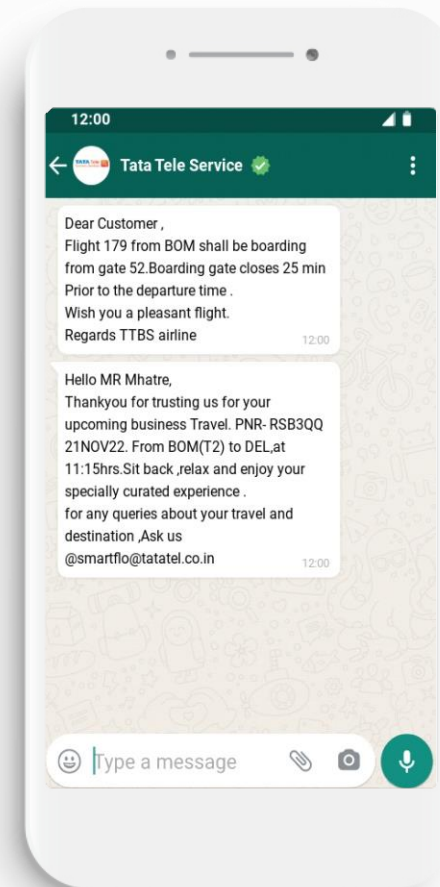 12:00
Tata Tele Service
Dear Customer ,
Flight 179 from BOM shall be boarding
from gate 52.Boarding gate closes 25 min
Prior to the departure time .
Wish you a pleasant flight.
Regards TTBS airline
12:00
Hello MR Mhatre,
Thankyou for trusting us for your
upcoming business Travel. PNR- RSB3QQ
21NOV22. From BOM(T2) to DEL,at
11:15hrs.Sit back ,relax and enjoy your
specially curated experience .
for any queries about your travel and
destination ,Ask us
@smartflo@tatatel.co.in
12:00
Type a message